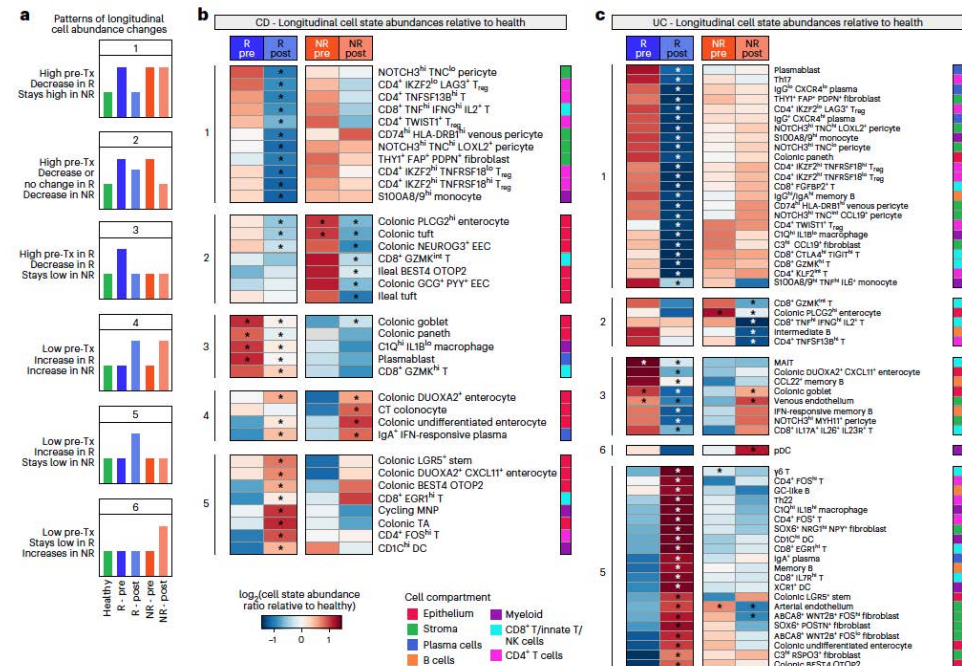 a
Patterns of longitudinal
cell abundance changes
1
High pre-Tx
Decrease in R
Stays high in NR
2
High pre-Tx
Decrease or
no change in R
Decrease in NR
3
High pre-Tx in R
Decrease in R
Stays low in NR
4
Low pre-Tx
Increase in R
Increase in NR
5
Low pre-Tx
Increase in R
Stays low in NR
6
Low pre-Tx
Stays low in R
Increases in NR
Healthy
R - pre
R - post
NR - pre
NR - post
b
CD - Longitudinal cell state abundances relative to health
R pre
R post
NR pre
NR post
1
NOTCH3hi TNClo pericyte
CD4+ IKZF2lo LAG3+ Treg
CD4+ TNFSF13Bhi T
CD8+ TNFhi IFNGhi IL2+ T
CD4+ TWIST1+ Treg
CD74hi HLA-DRB1hi venous pericyte
NOTCH3hi TNChi LOXL2+ pericyte
THY1+ FAP+ PDPN+ fibroblast
CD4+ IKZF2hi TNFRSF18lo Treg
CD4+ IKZF2hi TNFRSF18hi Treg
S100A8/9hi monocyte
2
Colonic PLCG2hi enterocyte
Colonic tuft
Colonic NEUROG3+ EEC
CD8+ GZMKint T
Ileal BEST4 OTOP2
Colonic GCG+ PYY+ EEC
Ileal tuft
3
Colonic goblet
Colonic paneth
C1Qhi IL1Blo macrophage
Plasmablast
CD8+ GZMKhi T
4
Colonic DUOXA2+ enterocyte
CT colonocyte
Colonic undifferentiated enterocyte
IgA+ IFN-responsive plasma
5
Colonic LGR5+ stem
Colonic DUOXA2+ CXCL11+ enterocyte
Colonic BEST4 OTOP2
CD8+ EGR1hi T
Cycling MNP
Colonic TA
CD4+ FOShi T
CD1Chi DC
log2(cell state abundance
ratio relative to healthy)
−1 0 1
Cell compartment
Epithelium
Stroma
Plasma cells
B cells
Myeloid
CD8+ T/innate T/
NK cells
CD4+ T cells
c
UC - Longitudinal cell state abundances relative to health
R pre
R post
NR pre
NR post
1
Plasmablast
Th17
IgGlo CXCR4lo plasma
THY1+ FAP+ PDPN+ fibroblast
CD4+ IKZF2lo LAG3+ Treg
IgG+ CXCR4hi plasma
NOTCH3hi TNChi LOXL2+ pericyte
S100A8/9hi monocyte
NOTCH3hi TNClo pericyte
Colonic paneth
CD4+ IKZF2hi TNFRSF18lo Treg
CD4+ IKZF2hi TNFRSF18hi Treg
CD8+ FGFBP2+ T
IgGhi/IgAhi memory B
CD74hi HLA-DRB1hi venous pericyte
NOTCH3hi TNCint CCL19+ pericyte
CD4+ TWIST1+ Treg
C1Qhi IL1Blo macrophage
C3hi CCL19+ fibroblast
CD8+ CTLA4hi TIGIThi T
CD8+ GZMKhi T
CD4+ KLF2int T
S100A8/9hi TNFhi IL6+ monocyte
2
CD8+ GZMKint T
Colonic PLCG2hi enterocyte
CD8+ TNFhi IFNGhi IL2+ T
Intermediate B
CD4+ TNFSF13Bhi T
3
MAIT
Colonic DUOXA2+ CXCL11+ enterocyte
CCL22+ memory B
Colonic goblet
Venous endothelium
IFN-responsive memory B
NOTCH3hi MYH11+ pericyte
CD8+ IL17A+ IL26+ IL23R+ T
6
pDC
5
γδ T
CD4+ FOShi T
GC-like B
Th22
C1Qhi IL1Bhi macrophage
CD4+ FOS+ T
SOX6+ NRG1hi NPY+ fibroblast
CD1Chi DC
CD8+ EGR1hi T
IgA+ plasma
Memory B
CD8+ IL7Rhi T
XCR1+ DC
Colonic LGR5+ stem
Arterial endothelium
ABCA8+ WNT2B+ FOShi fibroblast
SOX6+ POSTN+ fibroblast
ABCA8+ WNT2B+ FOSlo fibroblast
Colonic undifferentiated enterocyte
C3hi RSPO3+ fibroblast
Colonic BEST4 OTOP2